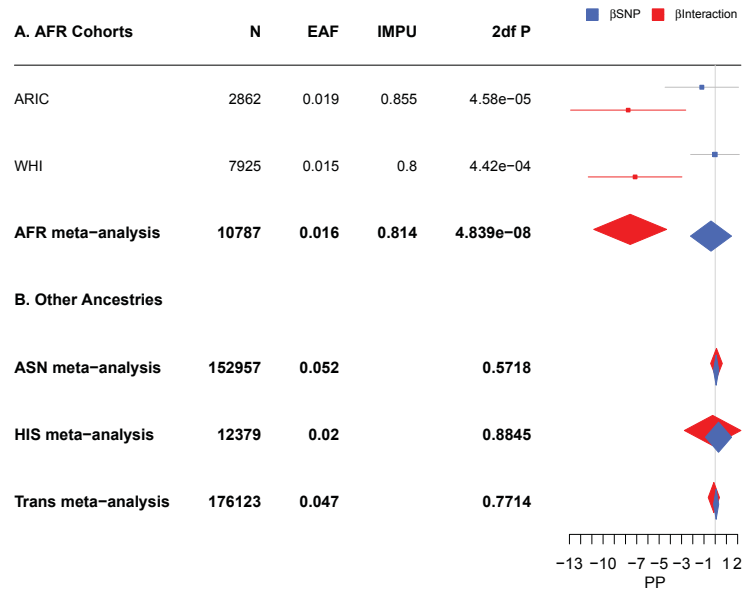 βSNP βInteraction
A. AFR Cohorts N EAF IMPU 2df P
ARIC 2862 0.019 0.855 4.58e−05
WHI 7925 0.015 0.8 4.42e−04
AFR meta−analysis 10787 0.016 0.814 4.839e−08
B. Other Ancestries
ASN meta−analysis 152957 0.052 0.5718
HIS meta−analysis 12379 0.02 0.8845
Trans meta−analysis 176123 0.047 0.7714
−13 −10 −7 −5 −3 −1 1 2
PP